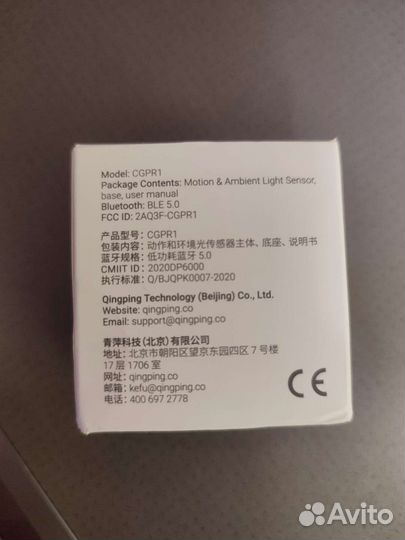 Model: CGPR1
Package Contents: Motion & Ambient Light Sensor,
base, user manual
Bluetooth: BLE 5.0
FCC ID: 2AQ3F-CGPR1
产品型号: CGPR1
包装内容: 动作和环境光传感器主体、底座、说明书
蓝牙规格: 低功耗蓝牙 5.0
CMIIT ID: 2020DP6000
执行标准: Q/BJQPK0007-2020
Qingping Technology (Beijing) Co., Ltd.
Website: qingping.co
Email: support@qingping.co
青萍科技(北京)有限公司
地址: 北京市朝阳区望京东园四区 7 号楼
17 层 1706 室
网址: qingping.co
邮箱: kefu@qingping.co
电话: 400 697 2778
CE
Avito